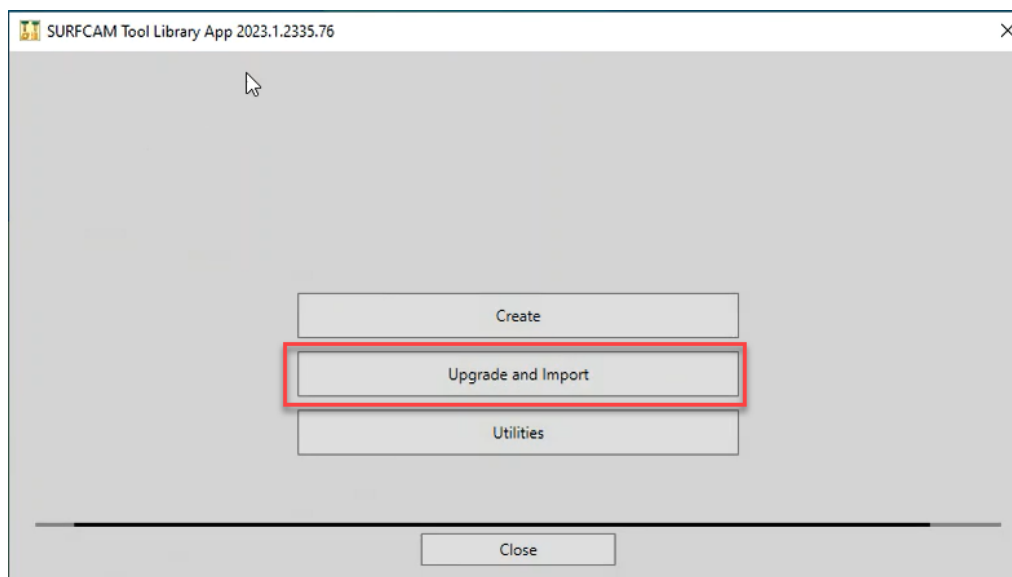 SURFCAM Tool Library App 2023.1.2335.76
Create
Upgrade and Import
Utilities
Close